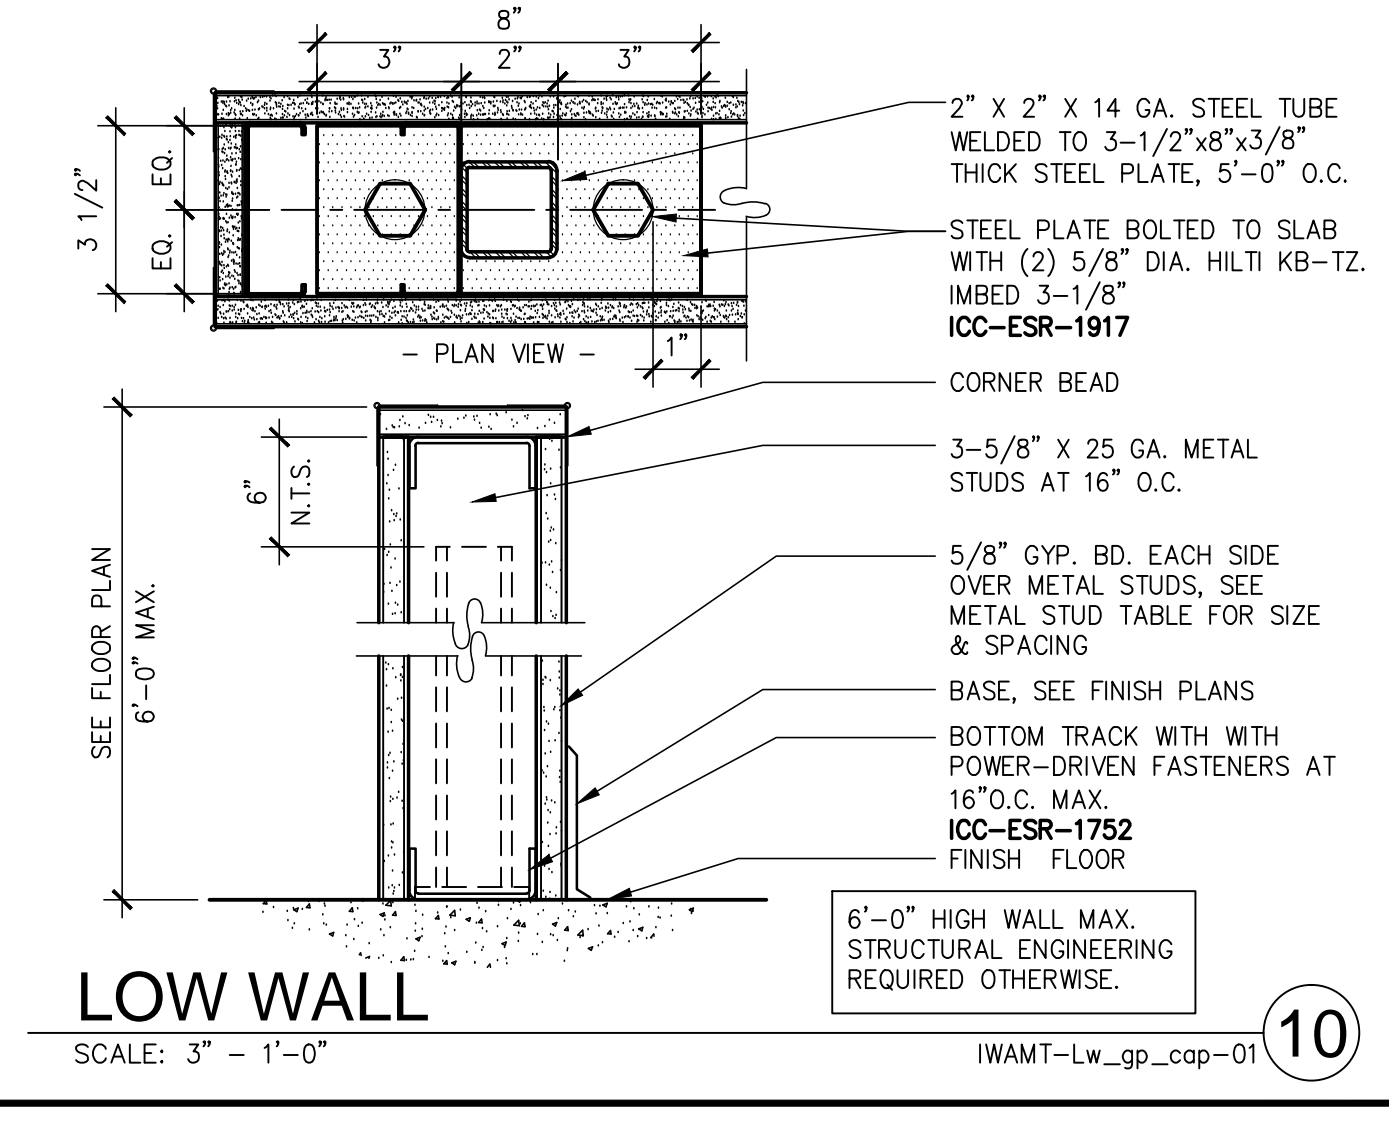 8"
3"
2"
3"
3 1/2"
EQ.
EQ.
2" X 2" X 14 GA. STEEL TUBE
WELDED TO 3-1/2"x8"x3/8"
THICK STEEL PLATE, 5'-0" O.C.
STEEL PLATE BOLTED TO SLAB
WITH (2) 5/8" DIA. HILTI KB-TZ.
IMBED 3-1/8"
ICC-ESR-1917
- PLAN VIEW -
1"
CORNER BEAD
3-5/8" X 25 GA. METAL
STUDS AT 16" O.C.
6"
N.T.S.
SEE FLOOR PLAN
6'-0" MAX.
5/8" GYP. BD. EACH SIDE
OVER METAL STUDS, SEE
METAL STUD TABLE FOR SIZE
& SPACING
BASE, SEE FINISH PLANS
BOTTOM TRACK WITH WITH
POWER-DRIVEN FASTENERS AT
16"O.C. MAX.
ICC-ESR-1752
FINISH FLOOR
6'-0" HIGH WALL MAX.
STRUCTURAL ENGINEERING
REQUIRED OTHERWISE.
LOW WALL
SCALE: 3" - 1'-0"
IWAMT-Lw_gp_cap-01
10